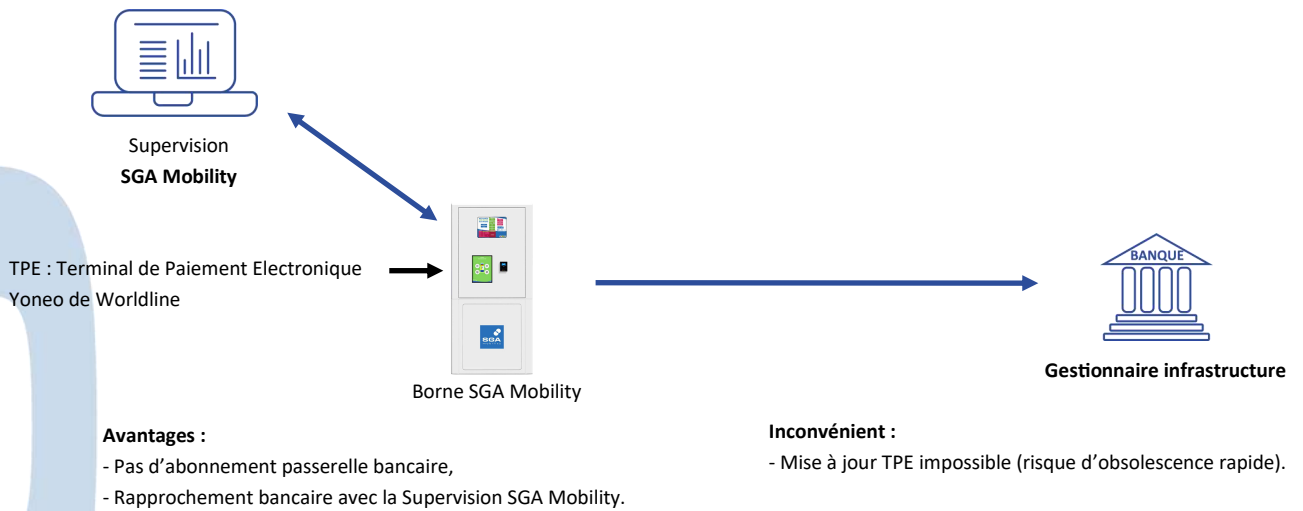 Supervision
SGA Mobility
TPE : Terminal de Paiement Electronique
Yoneo de Worldline
SGA
Borne SGA Mobility
BANQUE
Gestionnaire infrastructure
Avantages :
- Pas d’abonnement passerelle bancaire,
- Rapprochement bancaire avec la Supervision SGA Mobility.
Inconvénient :
- Mise à jour TPE impossible (risque d’obsolescence rapide).